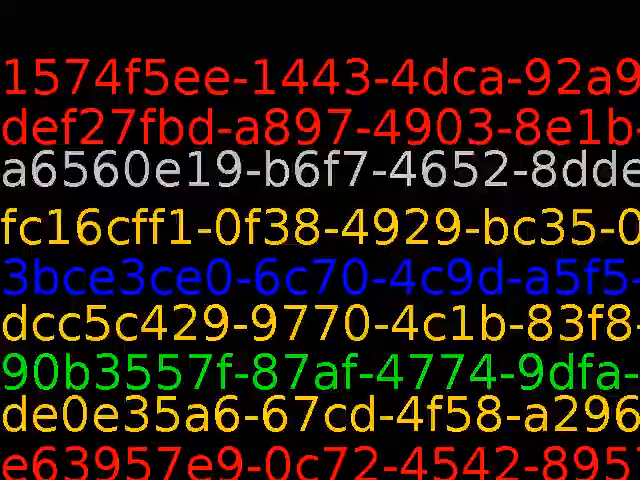 1574f5ee-1443-4dca-92a9
def27fbd-a897-4903-8e1b
a6560e19-b6f7-4652-8dde
fc16cff1-0f38-4929-bc35-0
3bce3ce0-6c70-4c9d-a5f5-
dcc5c429-9770-4c1b-83f8-
90b3557f-87af-4774-9dfa-
de0e35a6-67cd-4f58-a296
e63957e9-0c72-4542-8957